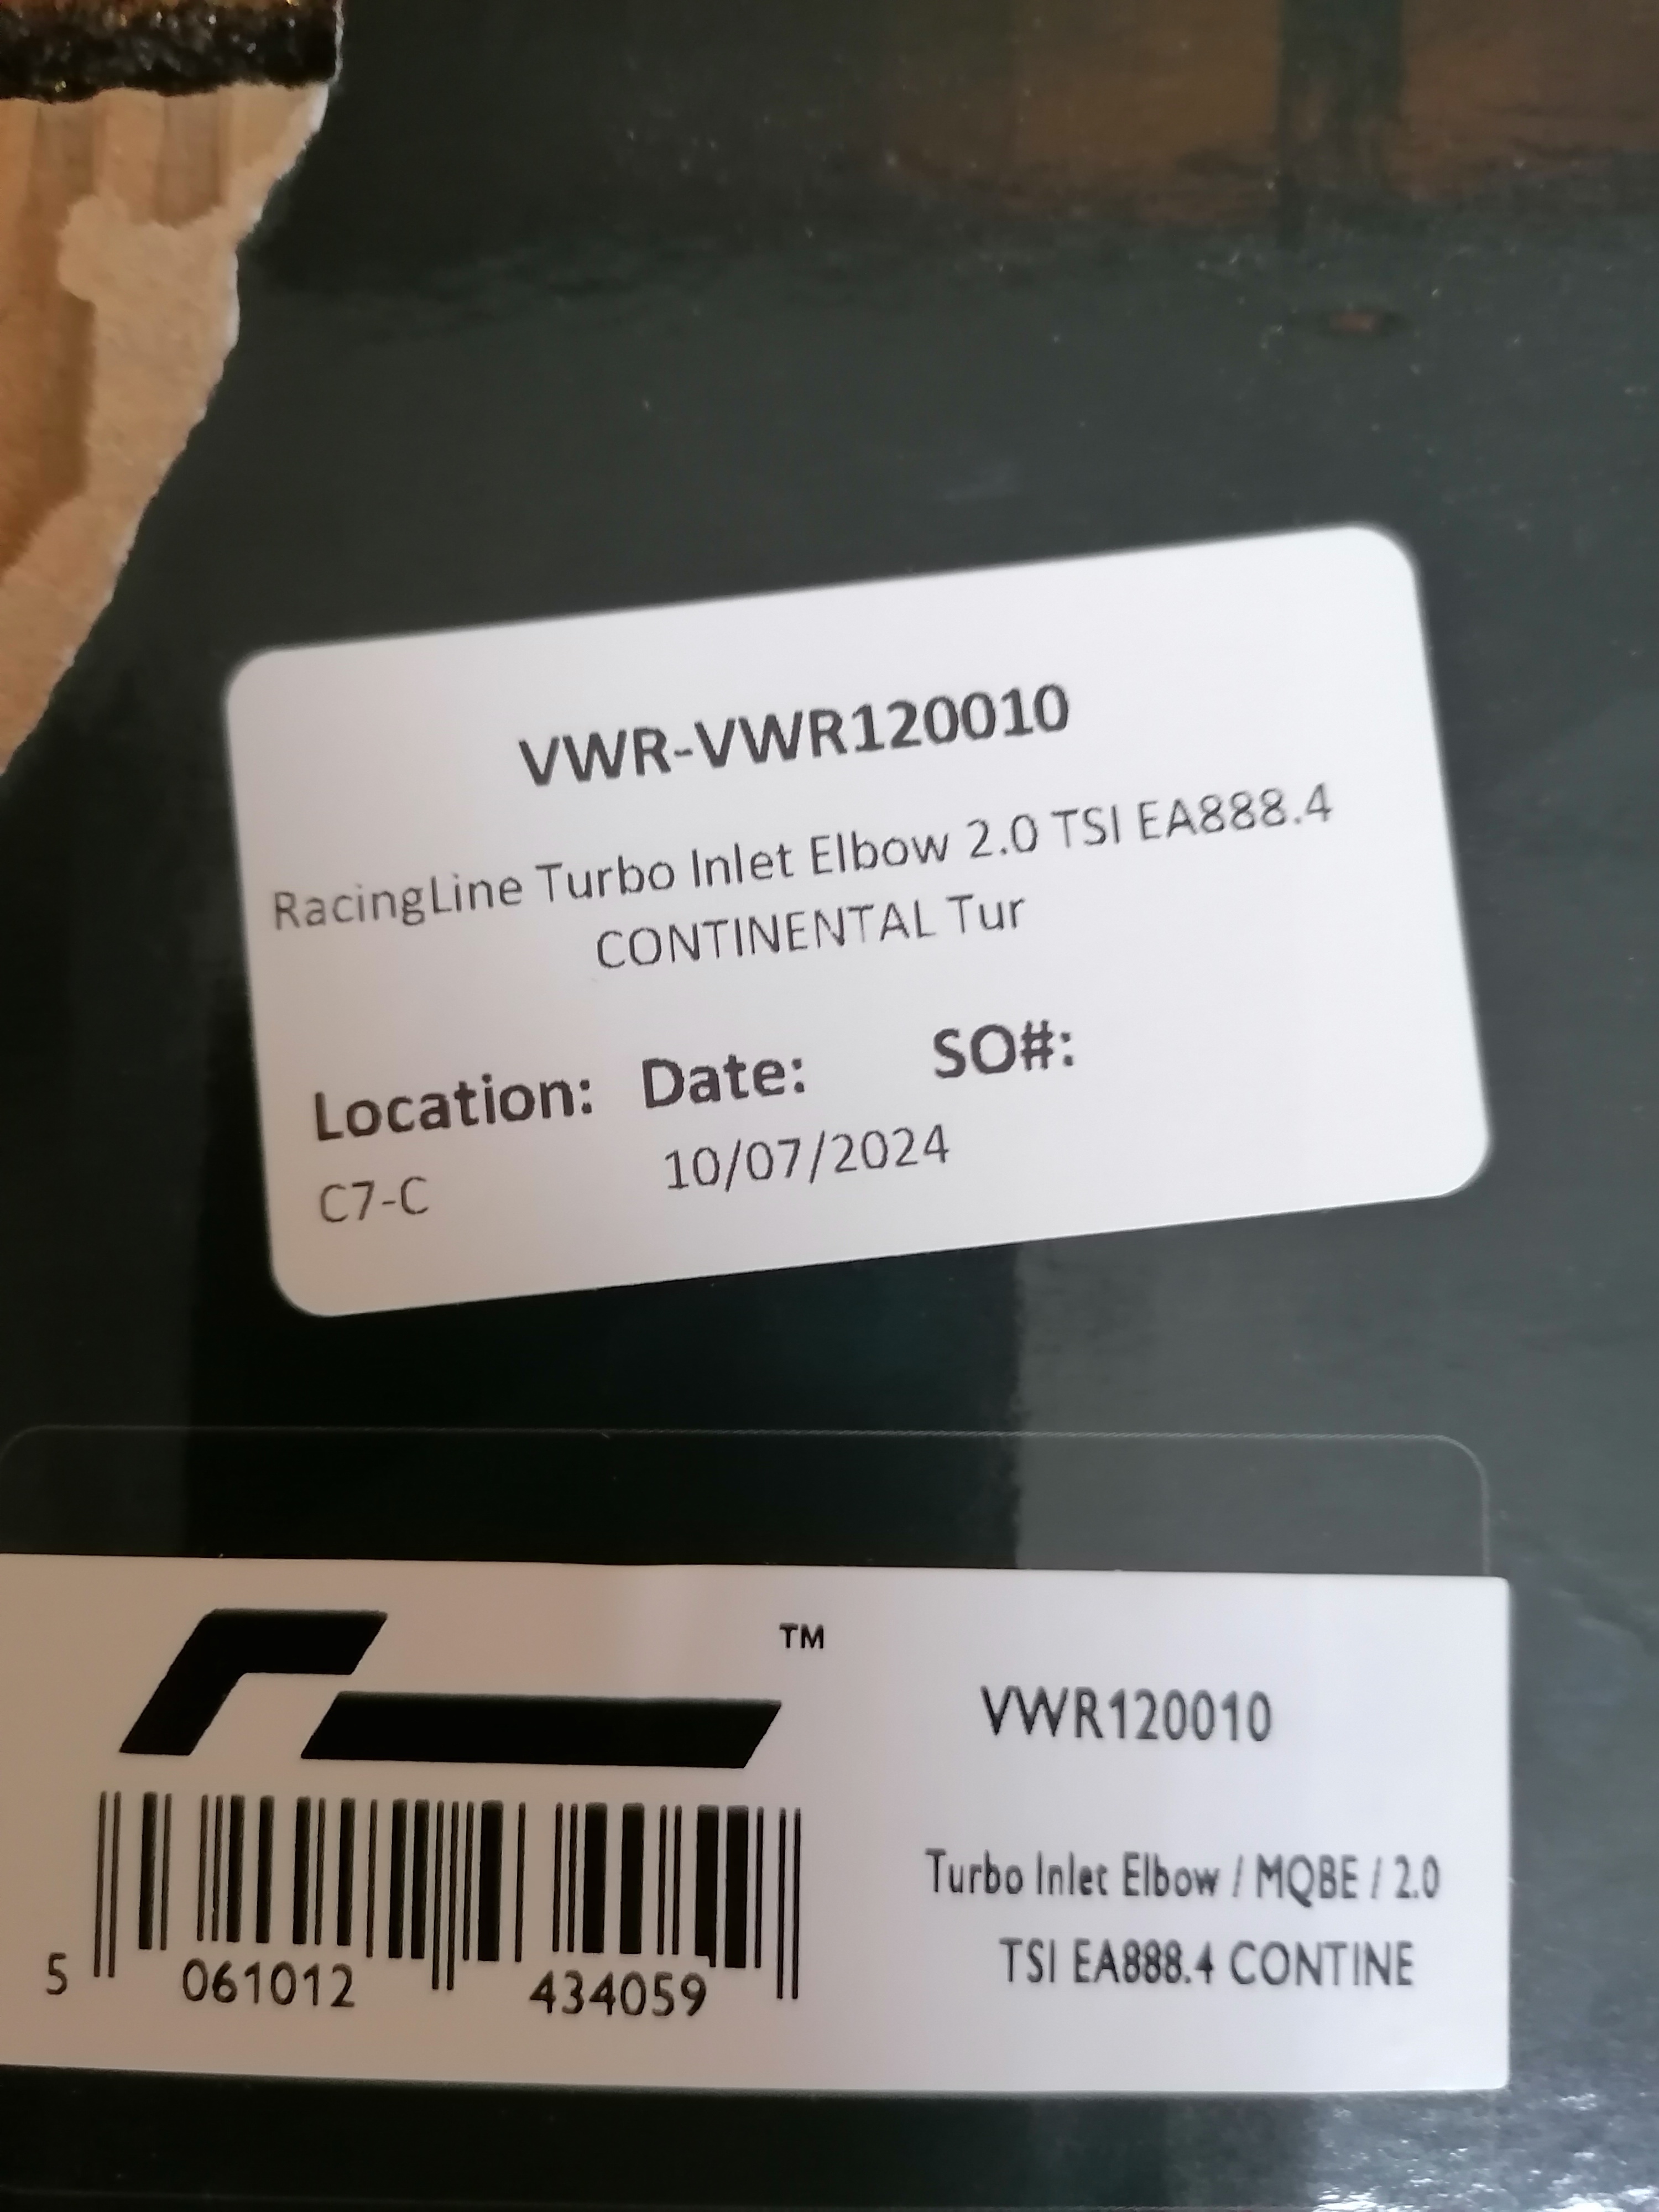 VWR-VWR120010
RacingLine Turbo Inlet Elbow 2.0 TSI EA888.4
CONTINENTAL Tur
Location: Date: SO#:
C7-C 10/07/2024
TM
VWR120010
Turbo Inlet Elbow / MQBE / 2.0
TSI EA888.4 CONTINE
5 061012 434059